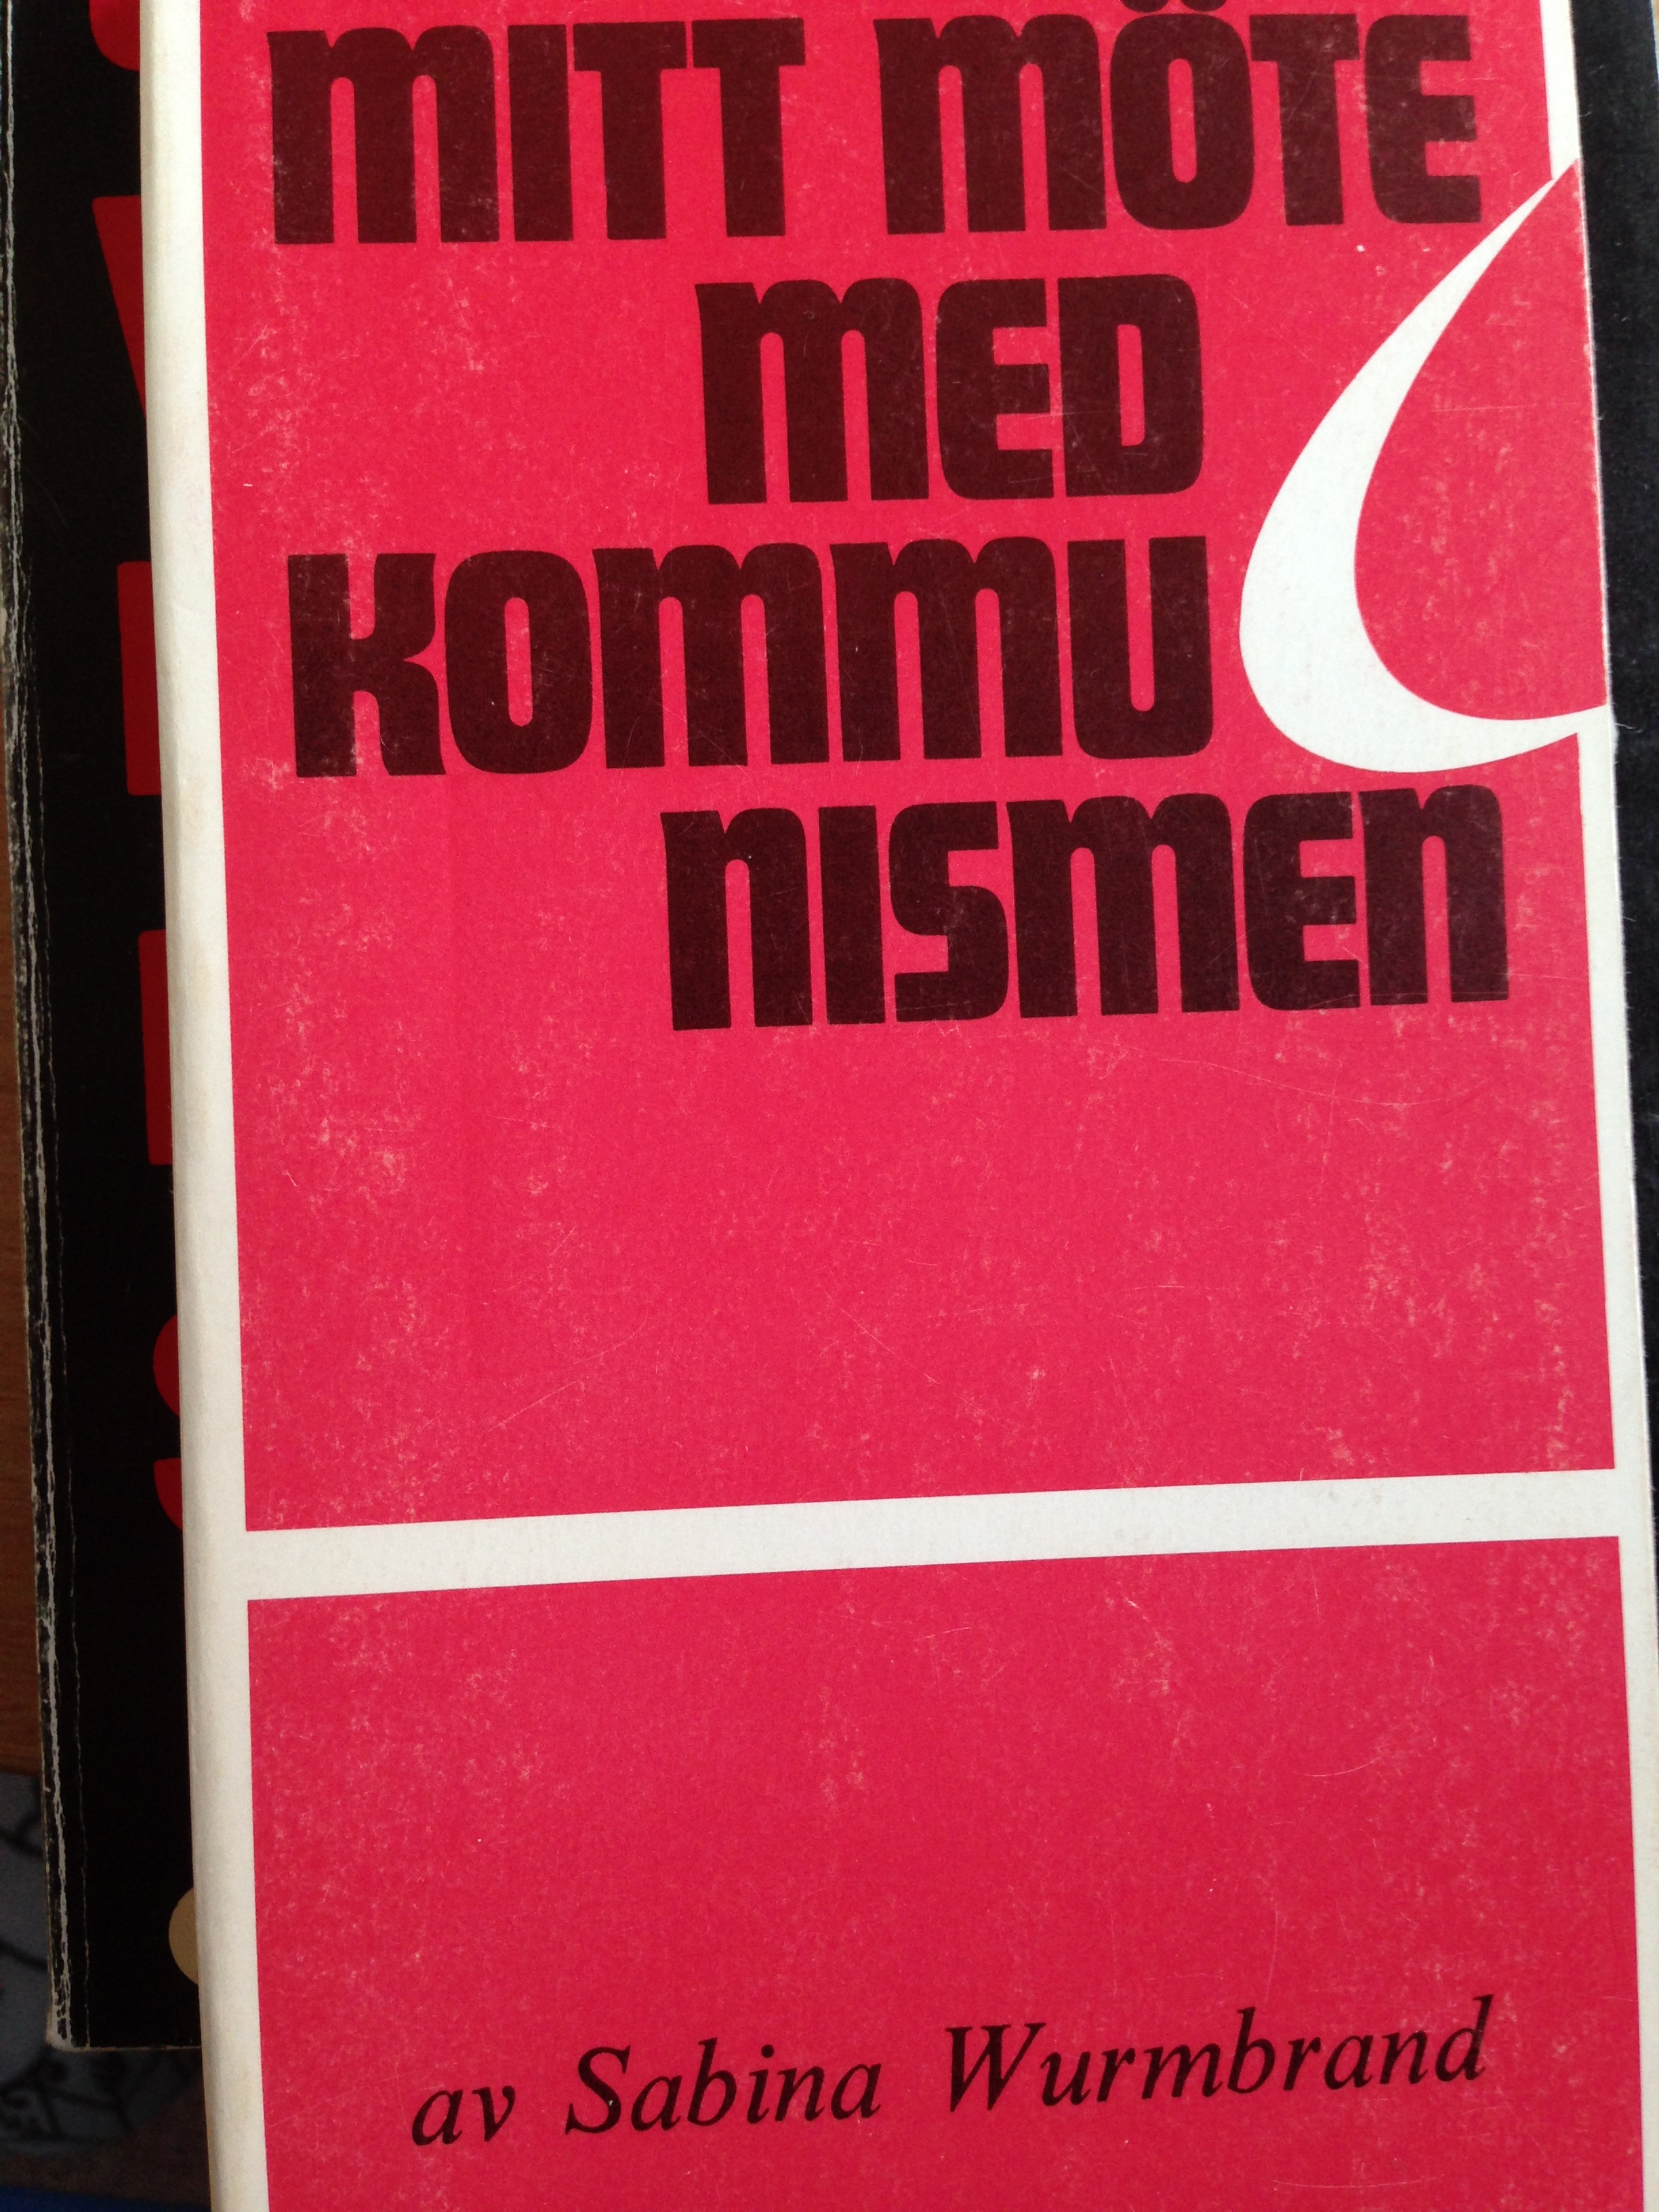 MITT MÖTE
MED
KOMMU
NISMEN
av Sabina Wurmbrand